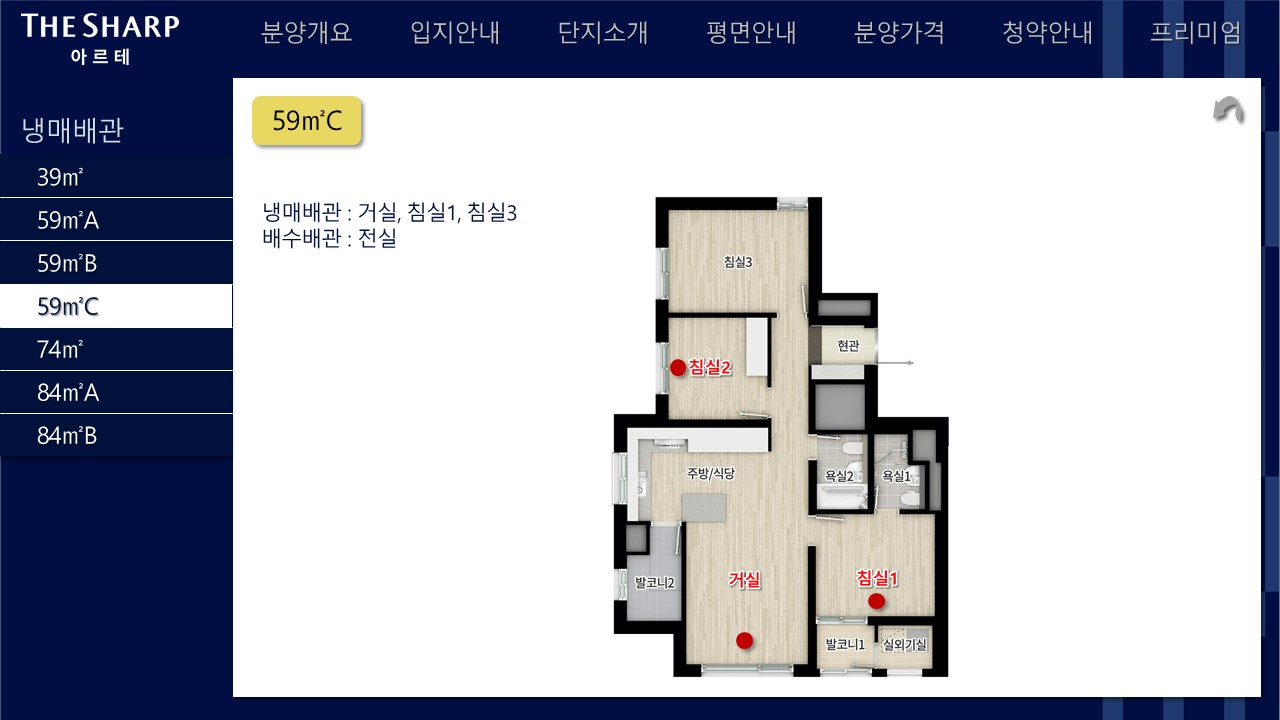 THE SHARP
아르테
분양개요 입지안내 단지소개 평면안내 분양가격 청약안내 프리미엄
냉매배관
39㎡
59㎡A
59㎡B
59㎡C
74㎡
84㎡A
84㎡B
59㎡C
냉매배관 : 거실, 침실1, 침실3
배수배관 : 전실
침실3
현관
침실2
주방/식당
욕실2
욕실1
발코니2
거실
침실1
발코니1
실외기실